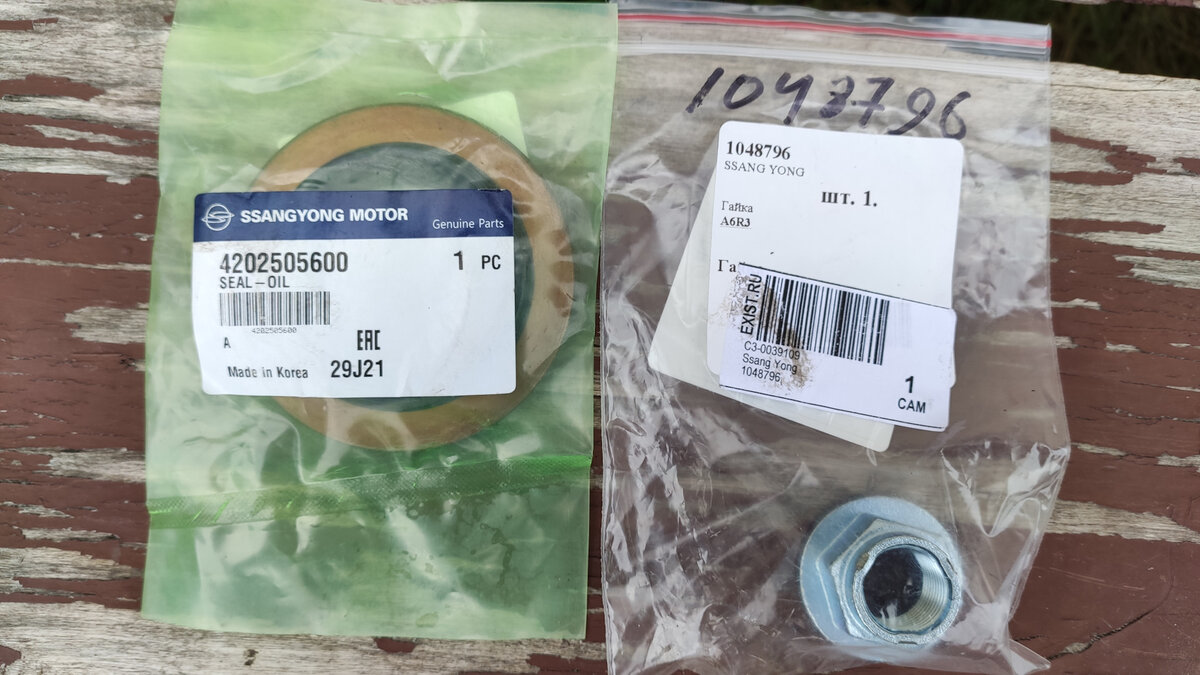 SSANGYONG MOTOR
Genuine Parts
4202505600 1 PC
SEAL-OIL
4202505600
A EAC
Made in Korea 29J21
1048796
1048796
SSANG YONG
шт. 1.
Гайка
A6R3
EXIST.RU
C3-0039109
Ssang Yong
1048796
1
CAM